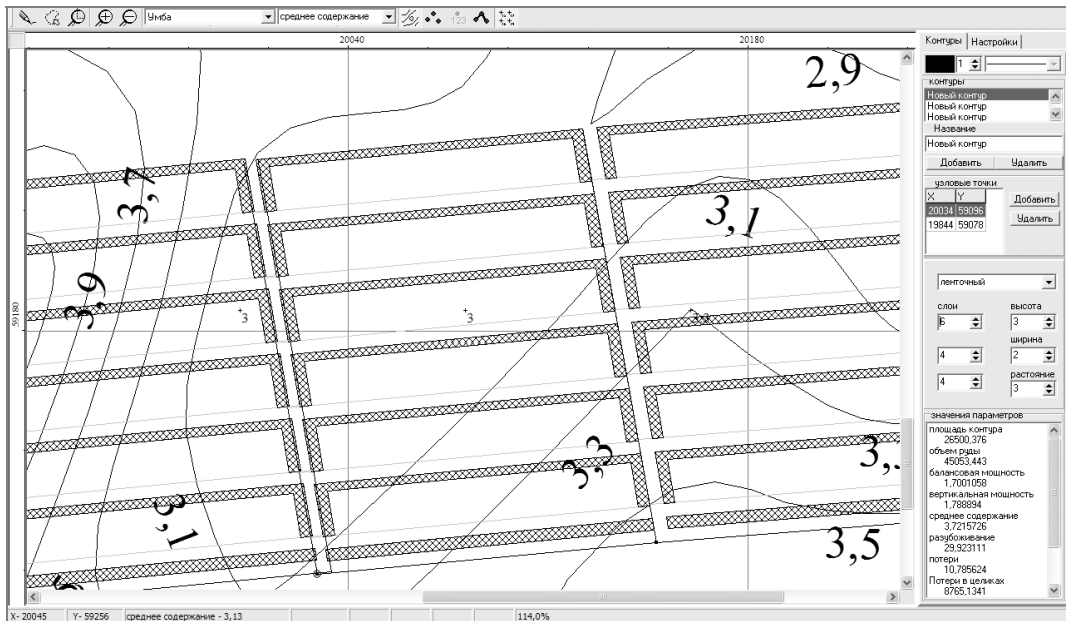 Умба среднее содержание 123
20040 20180
59180
2,9
3,7
3,1
3,9
3 3
3,3
3,1
3,5
X- 20045 Y- 59256 среднее содержание - 3,13 114,0%
Контуры Настройки
1
контуры
Новый контур
Новый контур
Новый контур
Название
Новый контур
Добавить Удалить
узловые точки
X Y
20034 59096
19844 59078
Добавить
Удалить
ленточный
слои высота
6 3
ширина
4 2
растояние
4 3
значения параметров
площадь контура
26500,376
объем руды
45053,443
балансовая мощность
1,7001058
вертикальная мощность
1,788894
среднее содержание
3,7215726
разубоживание
29,923111
потери
10,785624
Потери в целиках
8765,1341